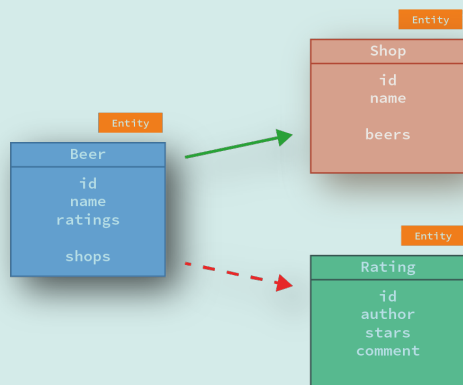 Entity
Shop
id
name
beers
Entity
Beer
id
name
ratings
shops
Entity
Rating
id
author
stars
comment